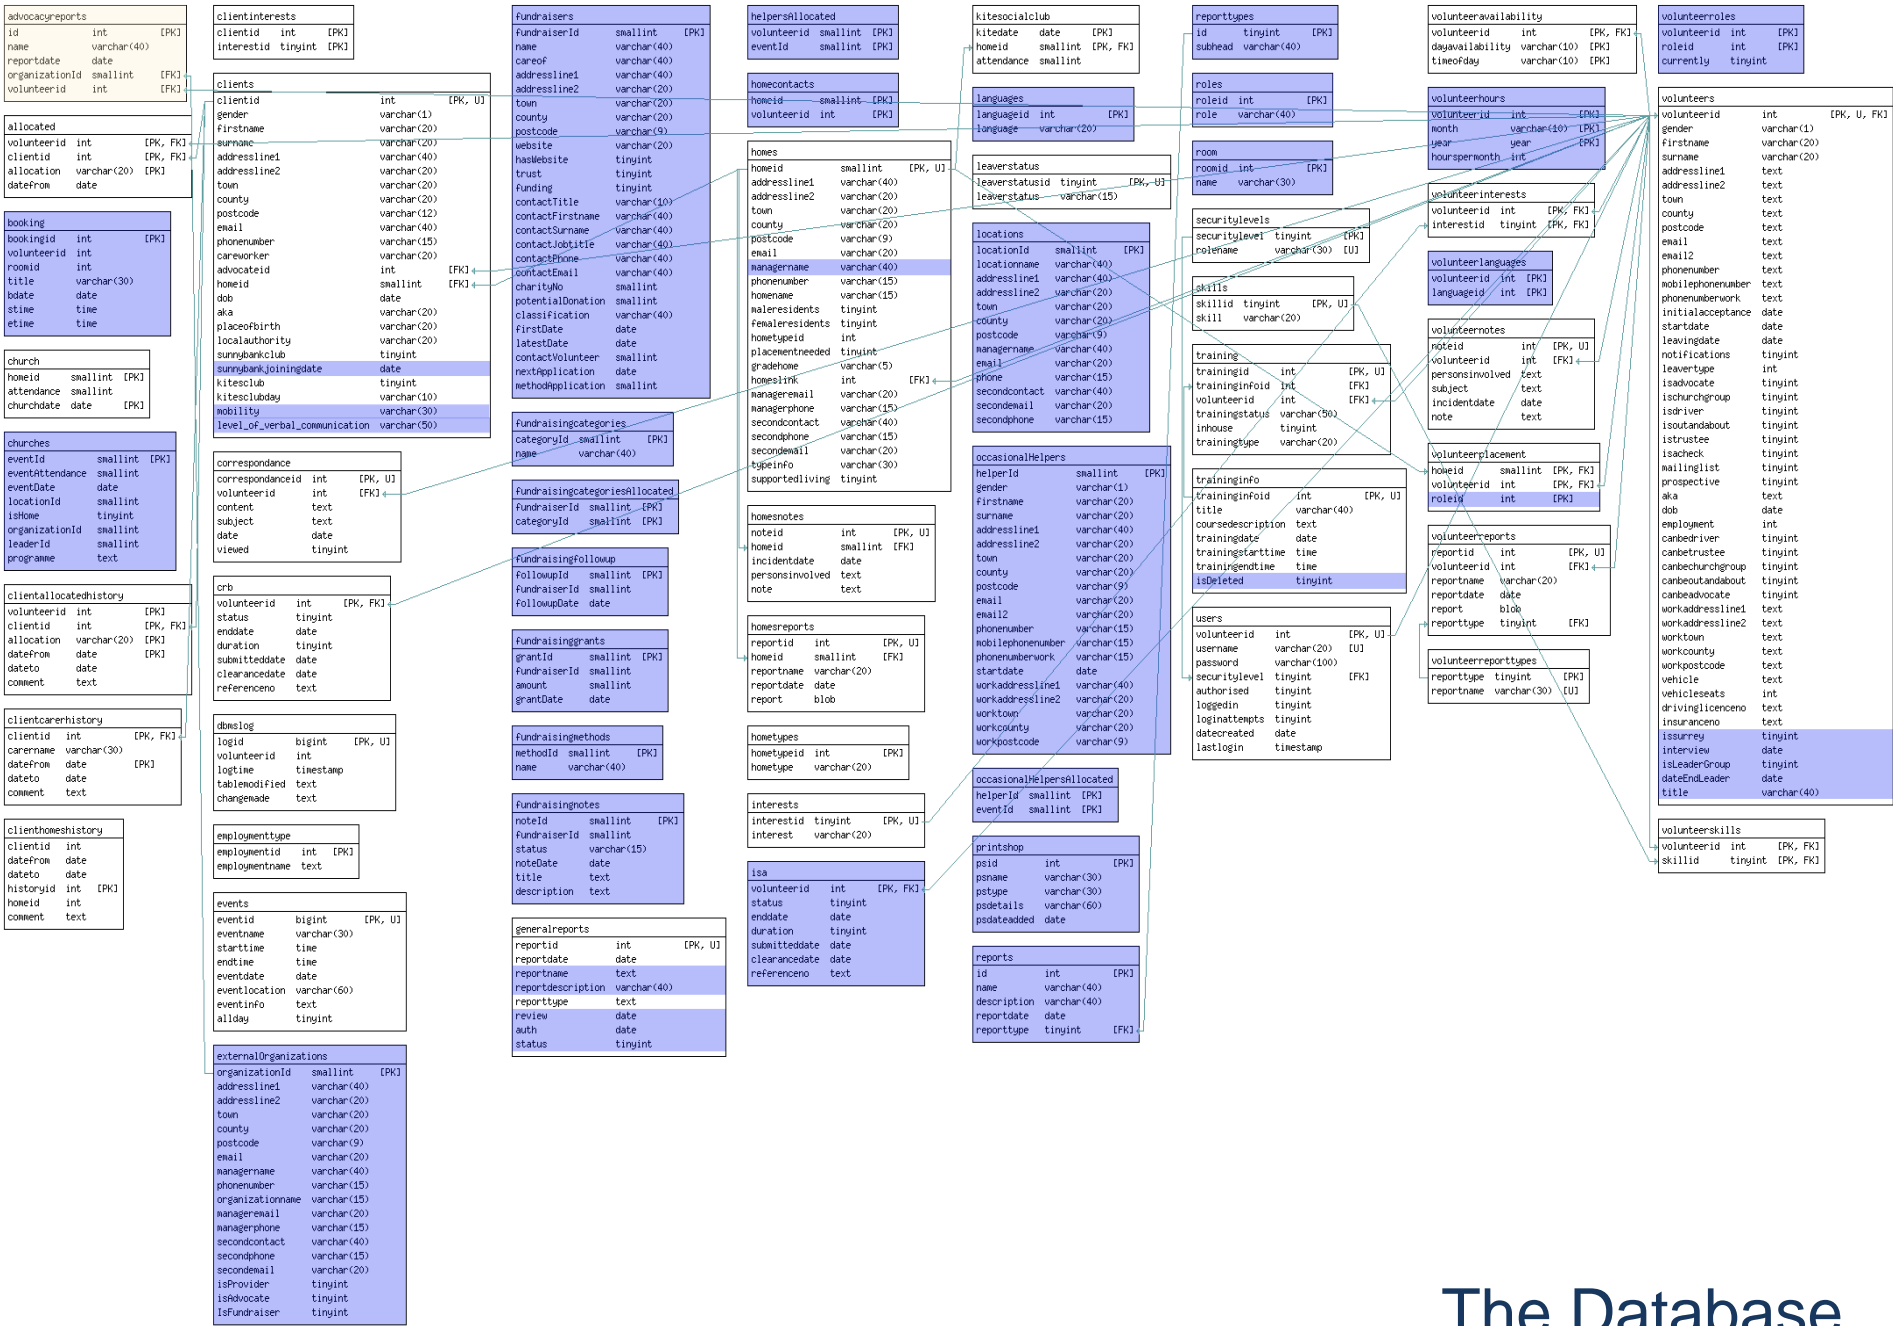 advocacyreports
id int [PK]
name varchar(40)
reportdate date
organizationId smallint [FK]
volunteerid int [FK]
allocated
volunteerid int [PK, FK]
clientid int [PK, FK]
allocation varchar(20) [PK]
datefrom date
booking
bookingid int [PK]
volunteerid int
roomid int
title varchar(30)
bdate date
stime time
etime time
church
homeid smallint [PK]
attendance smallint
churchdate date [PK]
churches
eventId smallint [PK]
eventAttendance smallint
eventDate date
locationId smallint
isHome tinyint
organizationId smallint
leaderId smallint
programme text
clientallocatedhistory
volunteerid int [PK]
clientid int [PK, FK]
allocation varchar(20) [PK]
datefrom date [PK]
dateto date
comment text
clientcarerhistory
clientid int [PK, FK]
carername varchar(30)
datefrom date [PK]
dateto date
comment text
clienthomeshistory
clientid int
datefrom date
dateto date
historyid int [PK]
homeid int
comment text
clientinterests
clientid int [PK]
interestid tinyint [PK]
clients
clientid int [PK, U]
gender varchar(1)
firstname varchar(20)
surname varchar(20)
addressline1 varchar(40)
addressline2 varchar(20)
town varchar(20)
county varchar(20)
postcode varchar(12)
email varchar(40)
phonenumber varchar(15)
careworker varchar(20)
advocateid int [FK]
homeid smallint [FK]
dob date
aka varchar(20)
placeofbirth varchar(20)
localauthority varchar(20)
sunnybankclub tinyint
sunnybankjoiningdate date
kitesclub tinyint
kitesclubday varchar(10)
mobility varchar(30)
level_of_verbal_communication varchar(50)
correspondance
correspondanceid int [PK, U]
volunteerid int [FK]
content text
subject text
date date
viewed tinyint
crb
volunteerid int [PK, FK]
status tinyint
enddate date
duration tinyint
submitteddate date
clearancedate date
referenceno text
dbmslog
logid bigint [PK, U]
volunteerid int
logtime timestamp
tablemodified text
changemade text
employmenttype
employmentid int [PK]
employmentname text
events
eventid bigint [PK, U]
eventname varchar(30)
starttime time
endtime time
eventdate date
eventlocation varchar(60)
eventinfo text
allday tinyint
externalOrganizations
organizationId smallint [PK]
addressline1 varchar(40)
addressline2 varchar(20)
town varchar(20)
county varchar(20)
postcode varchar(9)
email varchar(20)
managername varchar(40)
phonenumber varchar(15)
organizationname varchar(15)
manageremail varchar(20)
managerphone varchar(15)
secondcontact varchar(40)
secondphone varchar(15)
secondemail varchar(20)
isProvider tinyint
isAdvocate tinyint
IsFundraiser tinyint
fundraisers
fundraiserId smallint [PK]
name varchar(40)
careof varchar(40)
addressline1 varchar(40)
addressline2 varchar(20)
town varchar(20)
county varchar(20)
postcode varchar(9)
website varchar(20)
hasWebsite tinyint
trust tinyint
funding tinyint
contactTitle varchar(10)
contactFirstname varchar(40)
contactSurname varchar(40)
contactJobtitle varchar(40)
contactPhone varchar(40)
contactEmail varchar(40)
charityNo smallint
potentialDonation smallint
classification varchar(40)
firstDate date
latestDate date
contactVolunteer smallint
nextApplication date
methodApplication smallint
fundraisingcategories
categoryId smallint [PK]
name varchar(40)
fundraisingcategoriesAllocated
fundraiserId smallint [PK]
categoryId smallint [PK]
fundraisingfollowup
followupId smallint [PK]
fundraiserId smallint
followupDate date
fundraisinggrants
grantId smallint [PK]
fundraiserId smallint
amount smallint
grantDate date
fundraisingmethods
methodId smallint [PK]
name varchar(40)
fundraisingnotes
noteId smallint [PK]
fundraiserId smallint
status varchar(15)
noteDate date
title text
description text
generalreports
reportid int [PK, U]
reportdate date
reportname text
reportdescription varchar(40)
reporttype text
review date
auth date
status tinyint
helpersAllocated
volunteerid smallint [PK]
eventId smallint [PK]
homecontacts
homeid smallint [PK]
volunteerid int [PK]
homes
homeid smallint [PK, U]
addressline1 varchar(40)
addressline2 varchar(20)
town varchar(20)
county varchar(20)
postcode varchar(9)
email varchar(20)
managername varchar(40)
phonenumber varchar(15)
homename varchar(15)
maleresidents tinyint
femaleresidents tinyint
hometypeid int
placementneeded tinyint
gradehome varchar(5)
homeslink int [FK]
manageremail varchar(20)
managerphone varchar(15)
secondcontact varchar(40)
secondphone varchar(15)
secondemail varchar(20)
typeinfo varchar(30)
supportedliving tinyint
homesnotes
noteid int [PK, U]
homeid smallint [FK]
incidentdate date
personsinvolved text
note text
homesreports
reportid int [PK, U]
homeid smallint [FK]
reportname varchar(20)
reportdate date
report blob
hometypes
hometypeid int [PK]
hometype varchar(20)
interests
interestid tinyint [PK, U]
interest varchar(20)
isa
volunteerid int [PK, FK]
status tinyint
enddate date
duration tinyint
submitteddate date
clearancedate date
referenceno text
kitesocialclub
kitedate date [PK]
homeid smallint [PK, FK]
attendance smallint
languages
languageid int [PK]
language varchar(20)
leaverstatus
leaverstatusid tinyint [PK, U]
leaverstatus varchar(15)
locations
locationId smallint [PK]
locationname varchar(40)
addressline1 varchar(40)
addressline2 varchar(20)
town varchar(20)
county varchar(20)
postcode varchar(9)
managername varchar(40)
email varchar(20)
phone varchar(15)
secondcontact varchar(40)
secondemail varchar(20)
secondphone varchar(15)
occasionalHelpers
helperId smallint [PK]
gender varchar(1)
firstname varchar(20)
surname varchar(20)
addressline1 varchar(40)
addressline2 varchar(20)
town varchar(20)
county varchar(20)
postcode varchar(9)
email varchar(20)
email2 varchar(20)
phonenumber varchar(15)
mobilephonenumber varchar(15)
phonenumberwork varchar(15)
startdate date
workaddressline1 varchar(40)
workaddressline2 varchar(20)
worktown varchar(20)
workcounty varchar(20)
workpostcode varchar(9)
occasionalHelpersAllocated
helperId smallint [PK]
eventId smallint [PK]
printshop
psid int [PK]
psname varchar(30)
pstype varchar(30)
psdetails varchar(60)
psdateadded date
reports
id int [PK]
name varchar(40)
description varchar(40)
reportdate date
reporttype tinyint [FK]
reporttypes
id tinyint [PK]
subhead varchar(40)
roles
roleid int [PK]
role varchar(40)
room
roomid int [PK]
name varchar(30)
securitylevels
securitylevel tinyint [PK]
rolename varchar(30) [U]
skills
skillid tinyint [PK, U]
skill varchar(20)
training
trainingid int [PK, U]
traininginfoid int [FK]
volunteerid int [FK]
trainingstatus varchar(50)
inhouse tinyint
trainingtype varchar(20)
traininginfo
traininginfoid int [PK, U]
title varchar(40)
coursedescription text
trainingdate date
trainingstarttime time
trainingendtime time
isDeleted tinyint
users
volunteerid int [PK, U]
username varchar(20) [U]
password varchar(100)
securitylevel tinyint [FK]
authorised tinyint
loggedin tinyint
loginattempts tinyint
datecreated date
lastlogin timestamp
volunteeravailability
volunteerid int [PK, FK]
dayavailability varchar(10) [PK]
timeofday varchar(10) [PK]
volunteerhours
volunteerid int [PK]
month varchar(10) [PK]
year year [PK]
hourspermonth int
volunteerinterests
volunteerid int [PK, FK]
interestid tinyint [PK, FK]
volunteerlanguages
volunteerid int [PK]
languageid int [PK]
volunteernotes
noteid int [PK, U]
volunteerid int [FK]
personsinvolved text
subject text
incidentdate date
note text
volunteerplacement
homeid smallint [PK, FK]
volunteerid int [PK, FK]
roleid int [PK]
volunteerreports
reportid int [PK, U]
volunteerid int [FK]
reportname varchar(20)
reportdate date
report blob
reporttype tinyint [FK]
volunteerreporttypes
reporttype tinyint [PK]
reportname varchar(30) [U]
volunteerroles
volunteerid int [PK]
roleid int [PK]
currently tinyint
volunteers
volunteerid int [PK, U, FK]
gender varchar(1)
firstname varchar(20)
surname varchar(20)
addressline1 text
addressline2 text
town text
county text
postcode text
email text
email2 text
phonenumber text
mobilephonenumber text
phonenumberwork text
initialacceptance date
startdate date
leavingdate date
notifications tinyint
leavertype int
isadvocate tinyint
ischurchgroup tinyint
isdriver tinyint
isoutandabout tinyint
istrustee tinyint
isacheck tinyint
mailinglist tinyint
prospective tinyint
aka text
dob date
employment int
canbedriver tinyint
canbetrustee tinyint
canbechurchgroup tinyint
canbeoutandabout tinyint
canbeadvocate tinyint
workaddressline1 text
workaddressline2 text
worktown text
workcounty text
workpostcode text
vehicle text
vehicleseats int
drivinglicenceno text
insuranceno text
issurrey tinyint
interview date
isLeaderGroup tinyint
dateEndLeader date
title varchar(40)
volunteerskills
volunteerid int [PK, FK]
skillid tinyint [PK, FK]
The Database